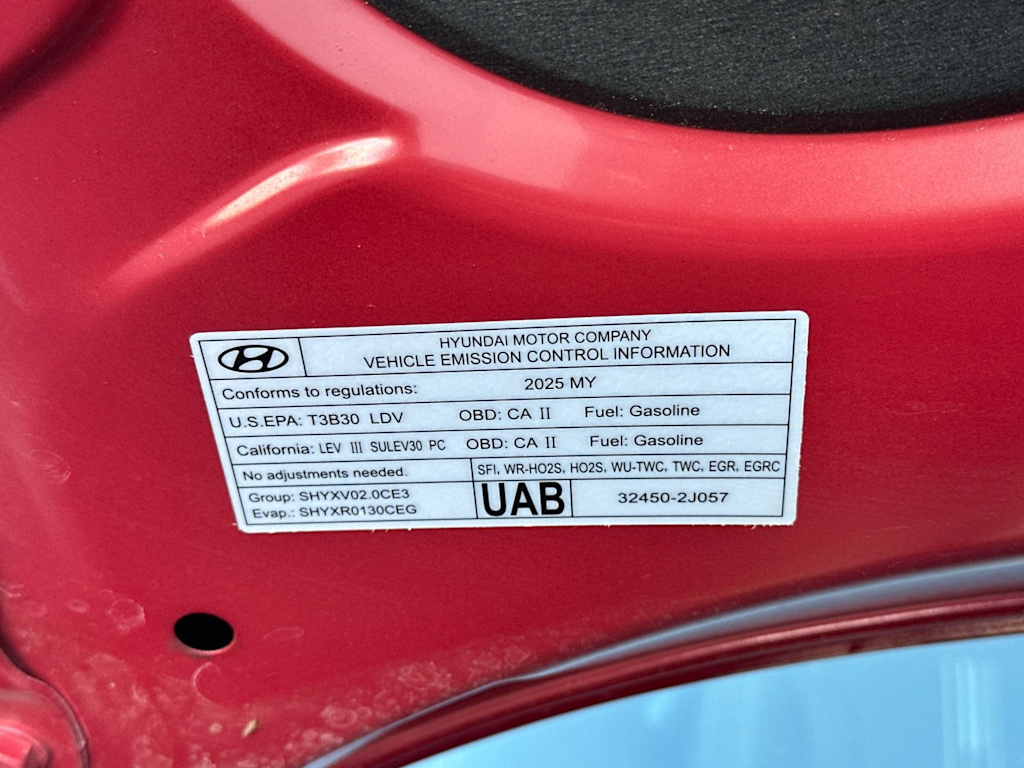 HYUNDAI MOTOR COMPANY
VEHICLE EMISSION CONTROL INFORMATION
Conforms to regulations: 2025 MY
U.S.EPA: T3B30 LDV OBD: CA II Fuel: Gasoline
California: LEV III SULEV30 PC OBD: CA II Fuel: Gasoline
No adjustments needed. SFI, WR-HO2S, HO2S, WU-TWC, TWC, EGR, EGRC
Group: SHYXV02.0CE3
Evap.: SHYXR0130CEG
UAB 32450-2J057